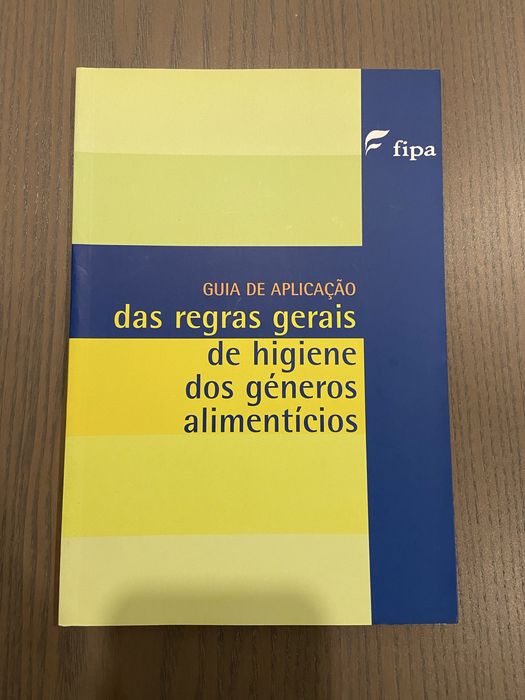 fipa
GUIA DE APLICAÇÃO
das regras gerais
de higiene
dos géneros
alimentícios